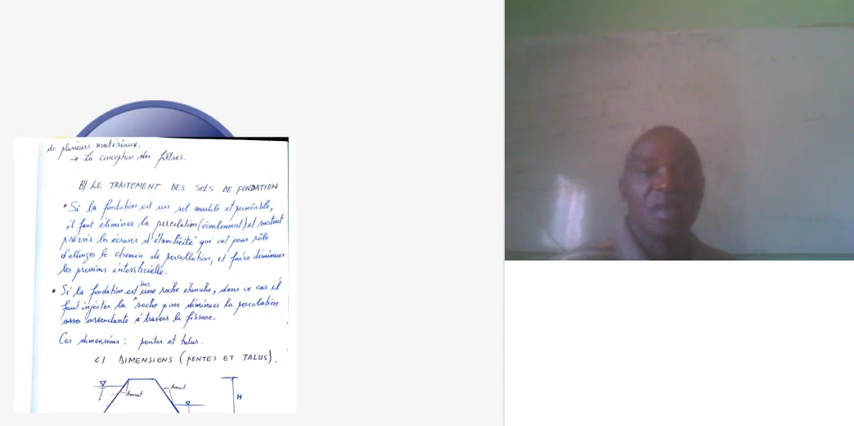 de plusieurs matériaux.
→ La conception des filtres.
B) LE TRAITEMENT DES SOLS DE FONDATION
• Si la fondation est un sol meuble et perméable,
il faut éliminer la percolation (écoulement) et surtout
prévoir les écrans d'étanchéité qui ont pour rôle
d'allonger le chemin de percolation, et faire diminuer
les pressions interstitielle.
• Si la fondation est une roche étanche, dans ce cas il
faut injecter la roche pour diminuer la percolation
ascendante à travers la fissure.
Ces dimensions : pentes et talus.
C) DIMENSIONS (PENTES ET TALUS).
Amont
Aval
H